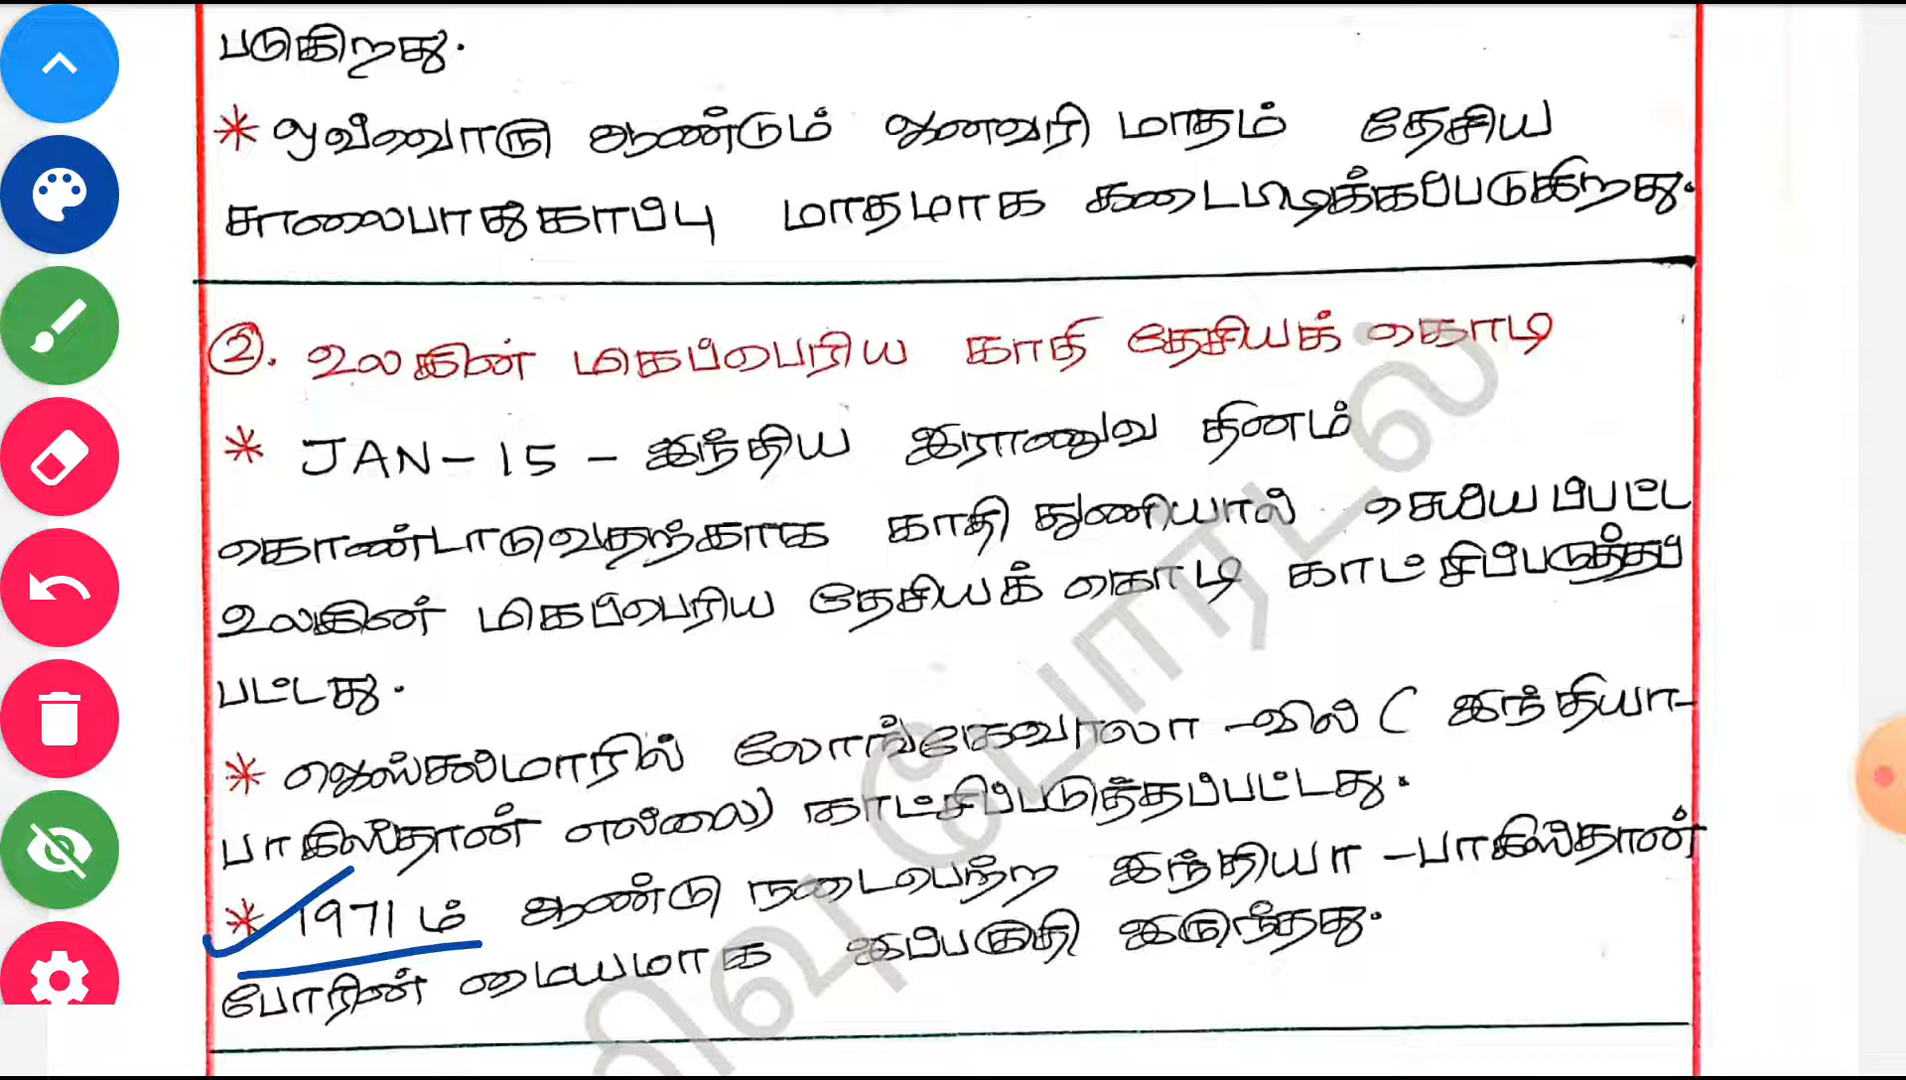 படுகிறது.
* ஒவ்வொரு ஆண்டும் ஜனவரி மாதம் தேசிய
சாலைபாதுகாப்பு மாதமாக கடைபிடிக்கப்படுகிறது.
②. உலகின் மிகப்பெரிய காதி தேசியக் கொடி
* JAN-15 - இந்திய இராணுவ தினம்
கொண்டாடுவதற்காக காதி துணியால் செய்யப்பட்ட
உலகின் மிகப்பெரிய தேசியக் கொடி காட்சிப்படுத்தப்
பட்டது.
* ஜெய்சல்மாரில் லோங்கேவாலா -வில் ( இந்தியா-
பாகிஸ்தான் எல்லை) காட்சிப்படுத்தப்பட்டது.
* 1971 ம் ஆண்டு நடைபெற்ற இந்தியா -பாகிஸ்தான்
போரின் மையமாக இப்பகுதி இருந்தது.
போர்டல்